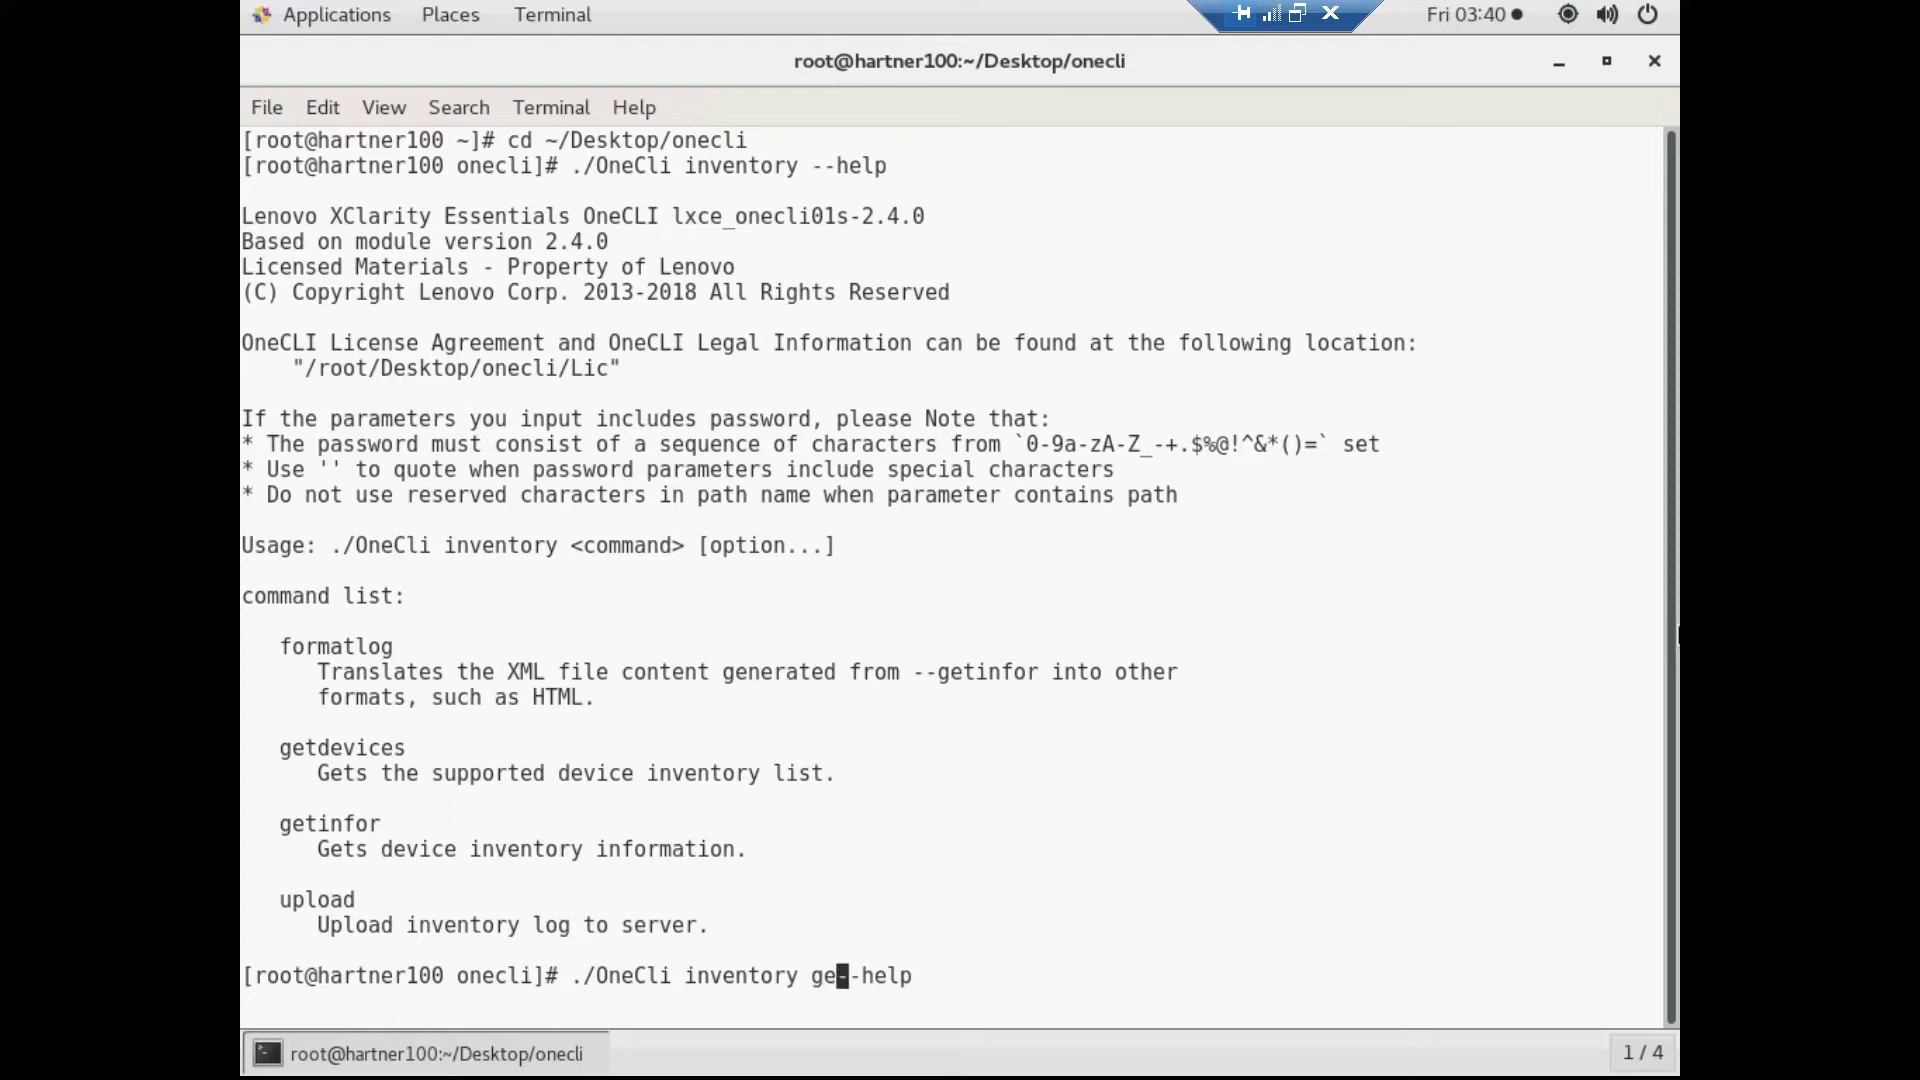 Applications Places Terminal
Fri 03:40
root@hartner100:~/Desktop/onecli
File Edit View Search Terminal Help
[root@hartner100 ~]# cd ~/Desktop/onecli
[root@hartner100 onecli]# ./OneCli inventory --help
Lenovo XClarity Essentials OneCLI lxce_onecli01s-2.4.0
Based on module version 2.4.0
Licensed Materials - Property of Lenovo
(C) Copyright Lenovo Corp. 2013-2018 All Rights Reserved
OneCLI License Agreement and OneCLI Legal Information can be found at the following location:
"/root/Desktop/onecli/Lic"
If the parameters you input includes password, please Note that:
* The password must consist of a sequence of characters from `0-9a-zA-Z_-+.$%@!^&*()=` set
* Use '' to quote when password parameters include special characters
* Do not use reserved characters in path name when parameter contains path
Usage: ./OneCli inventory <command> [option...]
command list:
formatlog
Translates the XML file content generated from --getinfor into other
formats, such as HTML.
getdevices
Gets the supported device inventory list.
getinfor
Gets device inventory information.
upload
Upload inventory log to server.
[root@hartner100 onecli]# ./OneCli inventory ge--help
root@hartner100:~/Desktop/onecli
1 / 4